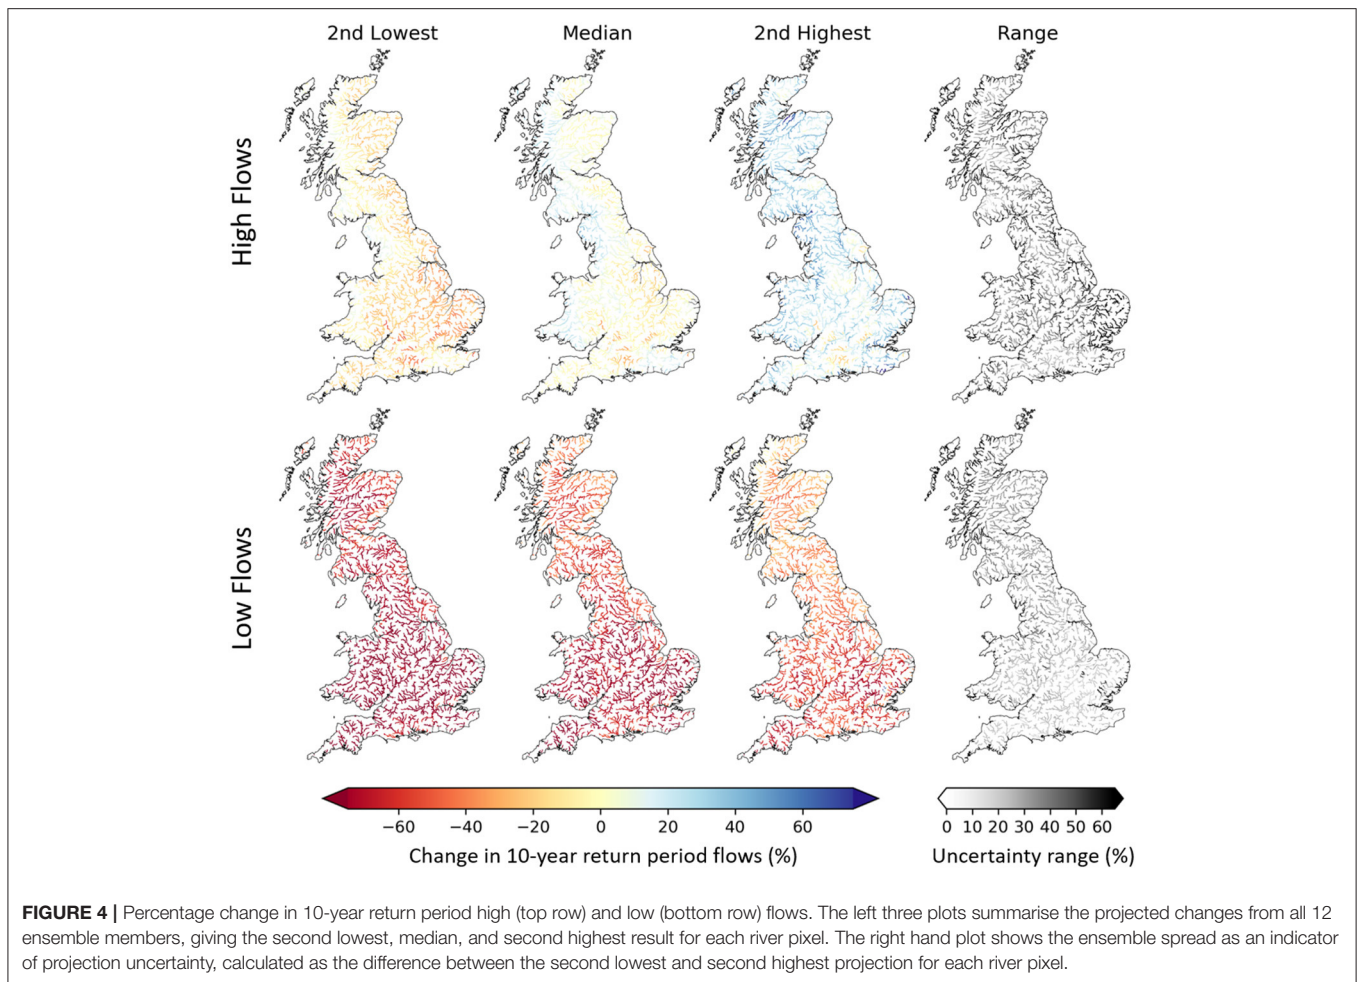 2nd Lowest Median 2nd Highest Range
High Flows
Low Flows
−60 −40 −20 0 20 40 60
0 10 20 30 40 50 60
Change in 10-year return period flows (%)
Uncertainty range (%)
FIGURE 4 | Percentage change in 10-year return period high (top row) and low (bottom row) flows. The left three plots summarise the projected changes from all 12
ensemble members, giving the second lowest, median, and second highest result for each river pixel. The right hand plot shows the ensemble spread as an indicator
of projection uncertainty, calculated as the difference between the second lowest and second highest projection for each river pixel.